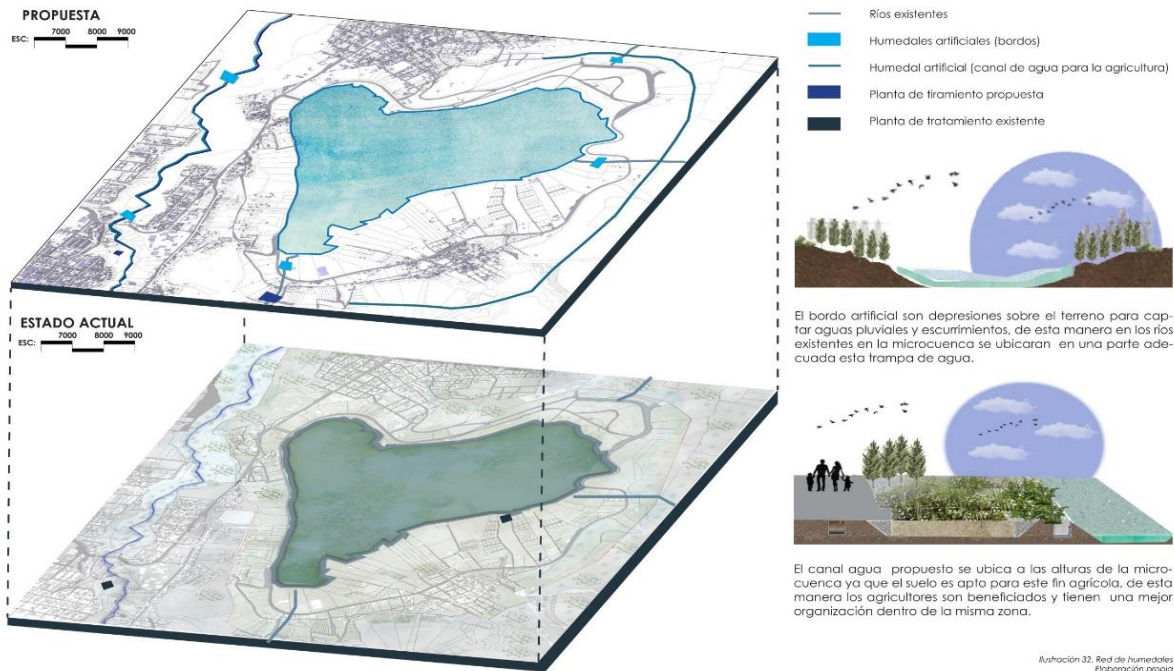 PROPUESTA
ESC: 7000 8000 9000
ESTADO ACTUAL
ESC: 7000 8000 9000
Ríos existentes
Humedales artificiales (bordos)
Humedal artificial (canal de agua para la agricultura)
Planta de tiramiento propuesta
Planta de tratamiento existente
El bordo artificial son depresiones sobre el terreno para cap-
tar aguas pluviales y escurrimientos, de esta manera en los ríos
existentes en la microcuenca se ubicaran en una parte ade-
cuada esta trampa de agua.
El canal agua propuesto se ubica a las alturas de la micro-
cuenca ya que el suelo es apto para este fin agrícola, de esta
manera los agricultores son beneficiados y tienen una mejor
organización dentro de la misma zona.
Ilustración 32. Red de humedales
Elaboración propia